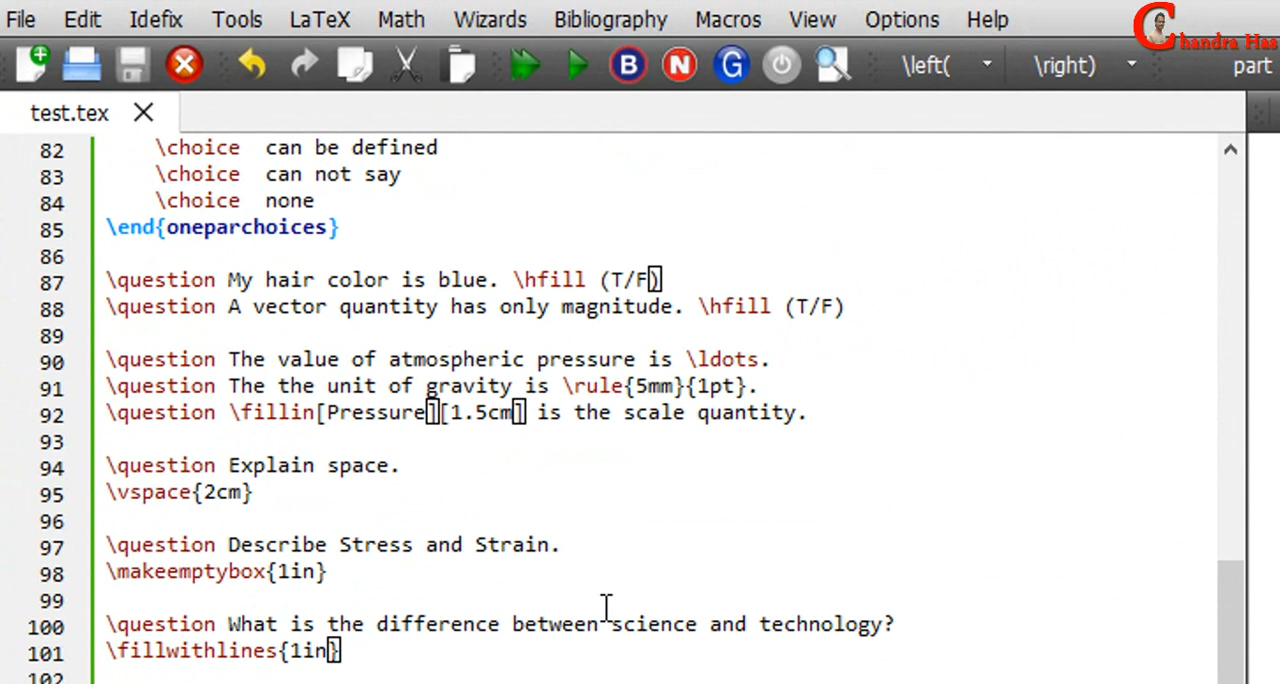 File Edit Idefix Tools LaTeX Math Wizards Bibliography Macros View Options Help
Chandra Has
B N G \left( \right) part
test.tex
82 \choice can be defined
83 \choice can not say
84 \choice none
85 \end{oneparchoices}
86
87 \question My hair color is blue. \hfill (T/F)
88 \question A vector quantity has only magnitude. \hfill (T/F)
89
90 \question The value of atmospheric pressure is \ldots.
91 \question The the unit of gravity is \rule{5mm}{1pt}.
92 \question \fillin[Pressure][1.5cm] is the scale quantity.
93
94 \question Explain space.
95 \vspace{2cm}
96
97 \question Describe Stress and Strain.
98 \makeemptybox{1in}
99
100 \question What is the difference between science and technology?
101 \fillwithlines{1in}
102